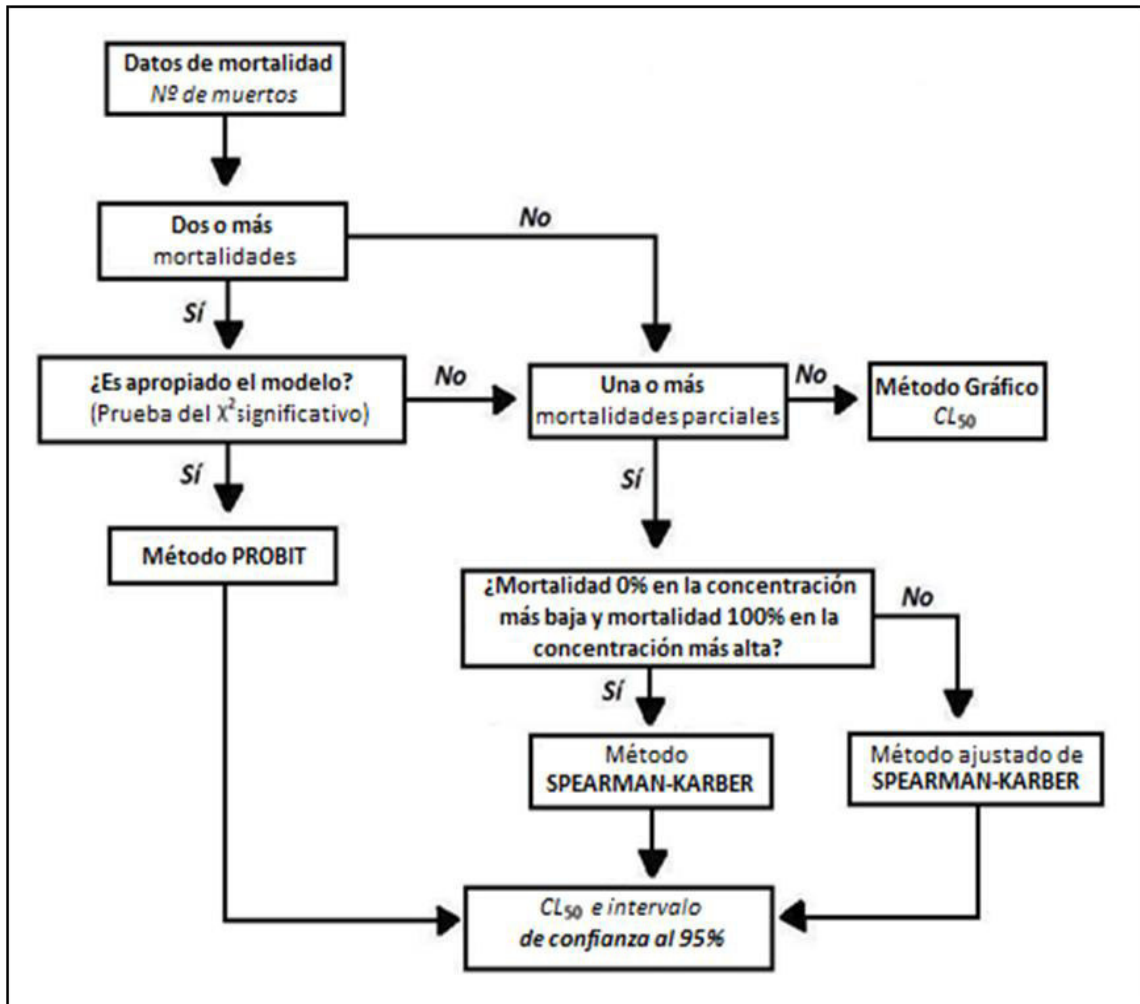 Datos de mortalidad
Nº de muertos
Dos o más
mortalidades
No
Sí
¿Es apropiado el modelo?
(Prueba del X² significativo)
No
Una o más
mortalidades parciales
No
Método Gráfico
CL₅₀
Sí
Sí
Método PROBIT
¿Mortalidad 0% en la concentración
más baja y mortalidad 100% en la
concentración más alta?
No
Sí
Método
SPEARMAN-KARBER
Método ajustado de
SPEARMAN-KARBER
CL₅₀ e intervalo
de confianza al 95%